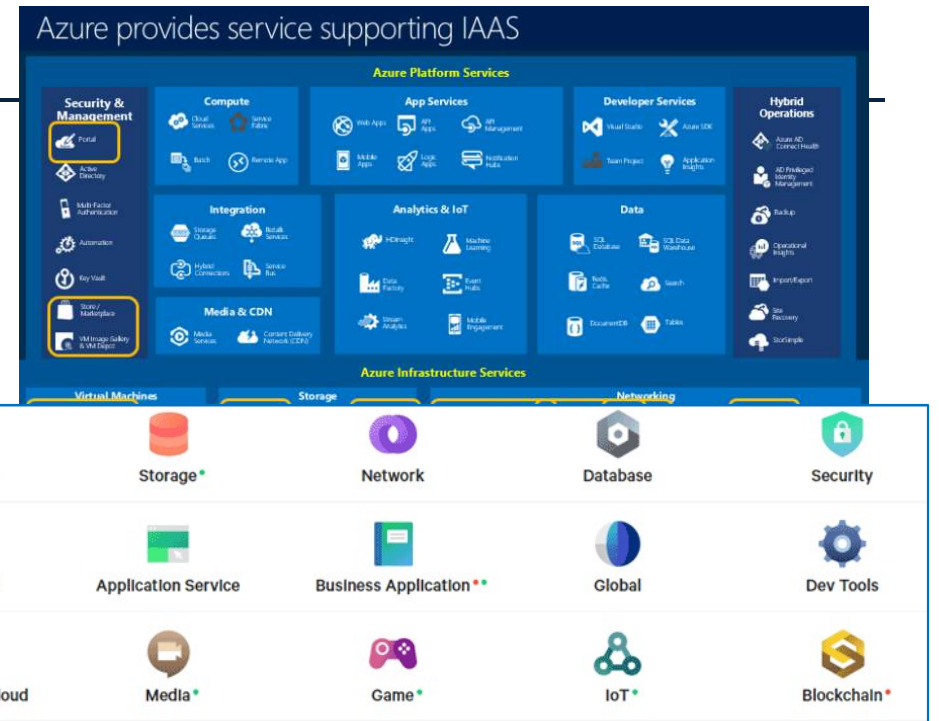 Azure provides service supporting IAAS
Azure Platform Services
Security &
Management
Portal
Active
Directory
Multi-Factor
Authentication
Automation
Key Vault
Store /
Marketplace
VM Image Gallery
& VM Depot
Compute
Cloud
Services
Service
Fabric
Batch
Remote App
App Services
Web Apps
API
Apps
API
Management
Mobile
Apps
Logic
Apps
Notification
Hubs
Developer Services
Visual Studio
Azure SDK
Team Project
Application
Insights
Hybrid
Operations
Azure AD
Connect Health
AD Privileged
Identity
Management
Backup
Operational
Insights
Import/Export
Site
Recovery
StorSimple
Integration
Storage
Queues
Biztalk
Services
Hybrid
Connections
Service
Bus
Analytics & IoT
HDInsight
Machine
Learning
Data
Factory
Event
Hubs
Stream
Analytics
Mobile
Engagement
Data
SQL
Database
SQL Data
Warehouse
Redis
Cache
Search
DocumentDB
Tables
Media & CDN
Media
Services
Content Delivery
Network (CDN)
Azure Infrastructure Services
Virtual Machines
Storage
Networking
Storage
Network
Database
Security
Application Service
Business Application
Global
Dev Tools
loud
Media
Game
IoT
Blockchain